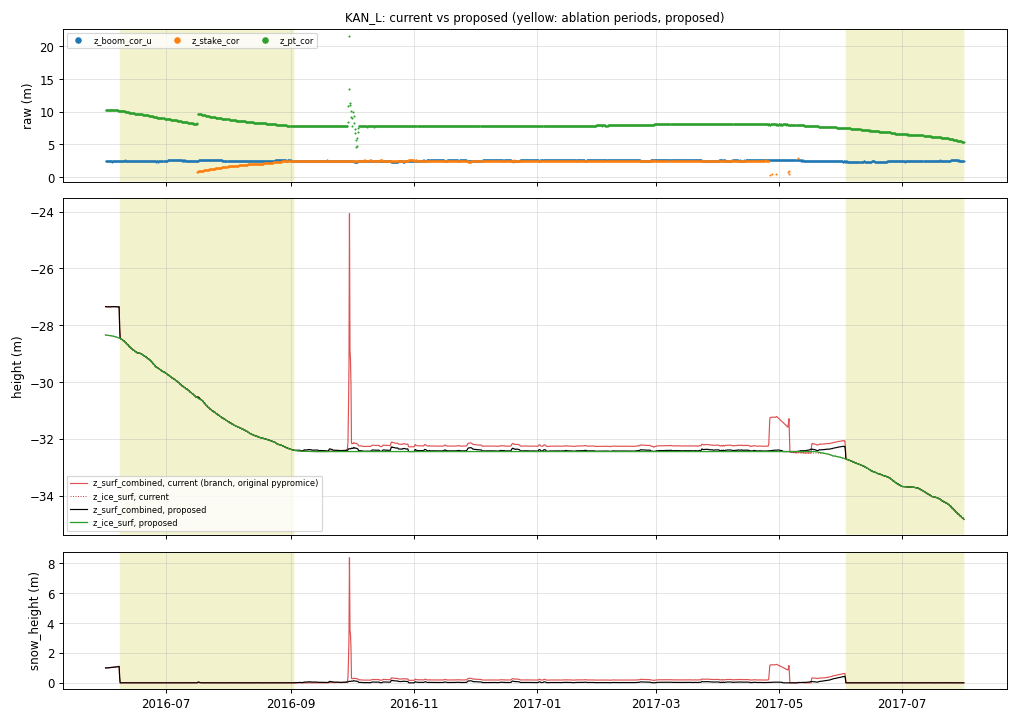 KAN_L: current vs proposed (yellow: ablation periods, proposed)
z_boom_cor_u z_stake_cor z_pt_cor
raw (m)
20
15
10
5
0
height (m)
−24
−26
−28
−30
−32
−34
z_surf_combined, current (branch, original pypromice)
z_ice_surf, current
z_surf_combined, proposed
z_ice_surf, proposed
snow_height (m)
8
6
4
2
0
2016-07 2016-09 2016-11 2017-01 2017-03 2017-05 2017-07